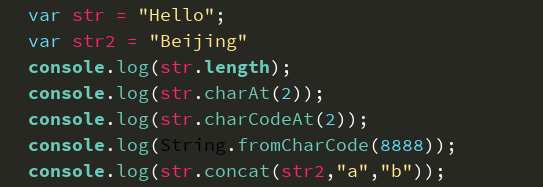 var str = "Hello";
var str2 = "Beijing"
console.log(str.length);
console.log(str.charAt(2));
console.log(str.charCodeAt(2));
console.log(String.fromCharCode(8888));
console.log(str.concat(str2,"a","b"));